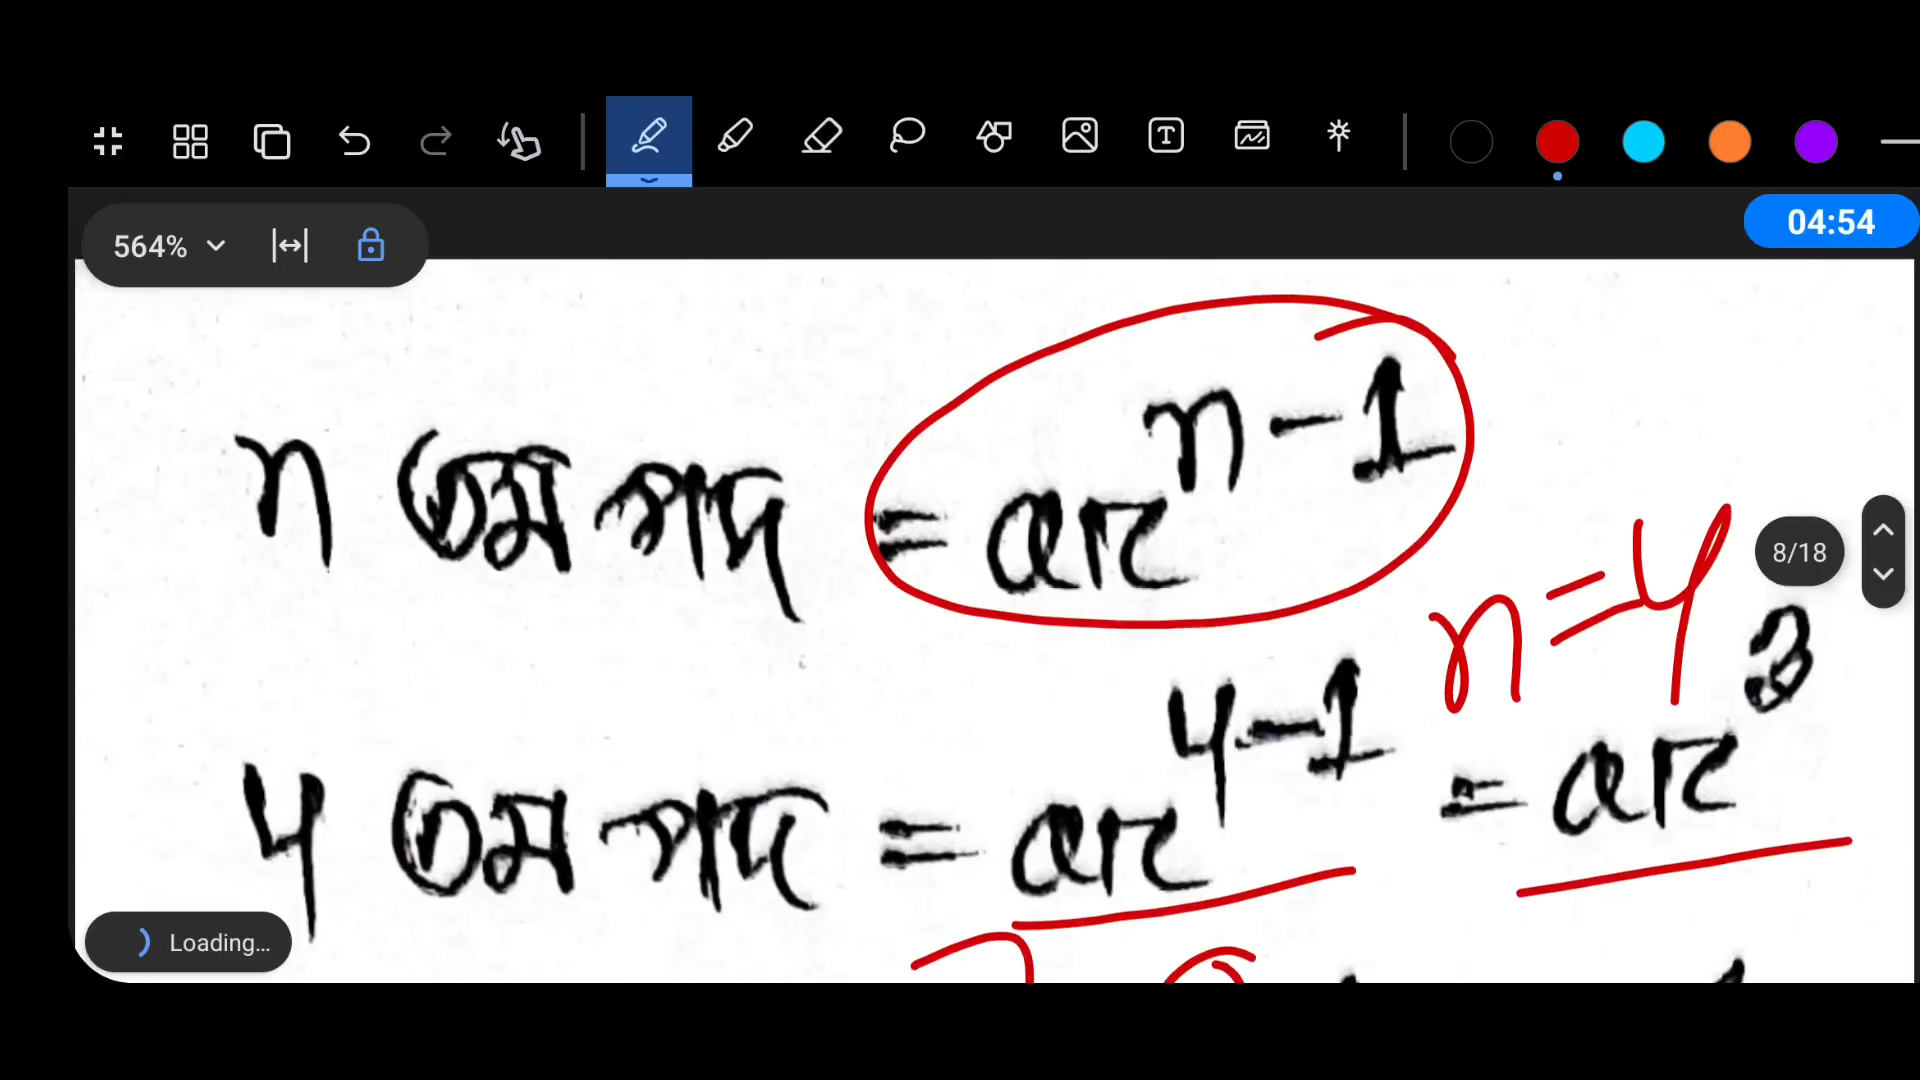 04:54
564%
n তম পদ = ar^{n-1}
n=4
8/18
4 তম পদ = ar^{4-1} = ar^3
Loading...